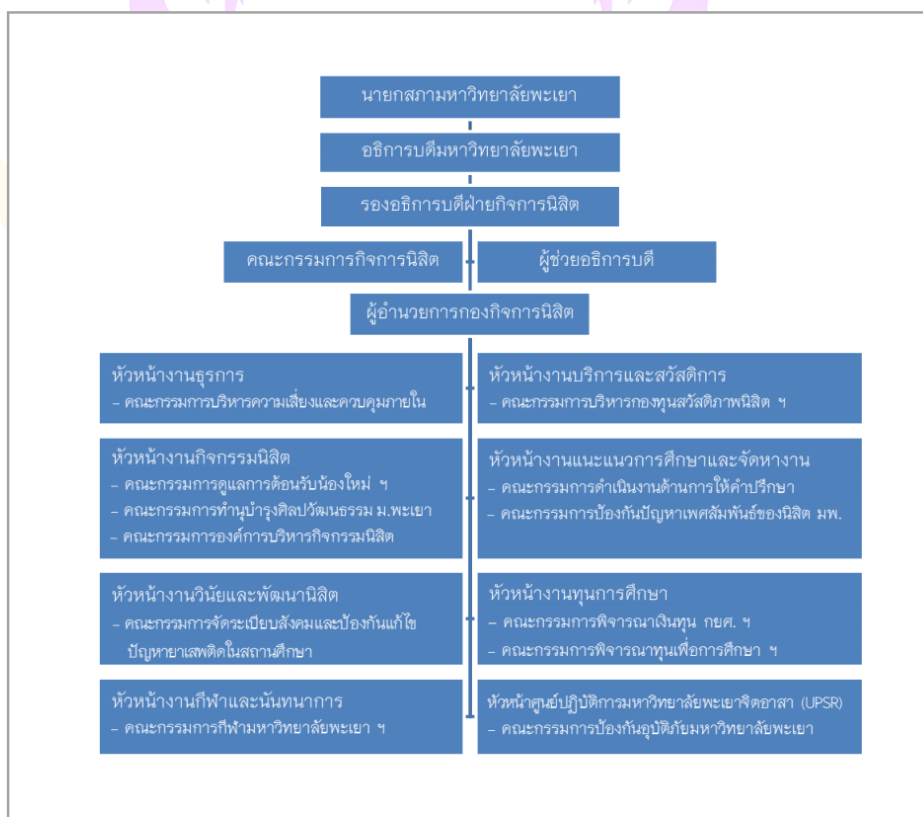 นายกสภามหาวิทยาลัยพะเยา
อธิการบดีมหาวิทยาลัยพะเยา
รองอธิการบดีฝ่ายกิจการนิสิต
คณะกรรมการกิจการนิสิต
ผู้ช่วยอธิการบดี
ผู้อำนวยการกองกิจการนิสิต
หัวหน้างานธุรการ
– คณะกรรมการบริหารความเสี่ยงและควบคุมภายใน
หัวหน้างานบริการและสวัสดิการ
– คณะกรรมการบริหารกองทุนสวัสดิภาพนิสิต ฯ
หัวหน้างานกิจกรรมนิสิต
– คณะกรรมการดูแลการต้อนรับน้องใหม่ ฯ
– คณะกรรมการทำนุบำรุงศิลปวัฒนธรรม ม.พะเยา
– คณะกรรมการองค์การบริหารกิจกรรมนิสิต
หัวหน้างานแนะแนวการศึกษาและจัดหางาน
– คณะกรรมการดำเนินงานด้านการให้คำปรึกษา
– คณะกรรมการป้องกันปัญหาเพศสัมพันธ์ของนิสิต มพ.
หัวหน้างานวินัยและพัฒนานิสิต
– คณะกรรมการจัดระเบียบสังคมและป้องกันแก้ไข
ปัญหายาเสพติดในสถานศึกษา
หัวหน้างานทุนการศึกษา
– คณะกรรมการพิจารณาเงินทุน กยศ. ฯ
– คณะกรรมการพิจารณาทุนเพื่อการศึกษา ฯ
หัวหน้างานกีฬาและนันทนาการ
– คณะกรรมการกีฬามหาวิทยาลัยพะเยา ฯ
หัวหน้าศูนย์ปฏิบัติการมหาวิทยาลัยพะเยาจิตอาสา (UPSR)
– คณะกรรมการป้องกันอุบัติภัยมหาวิทยาลัยพะเยา